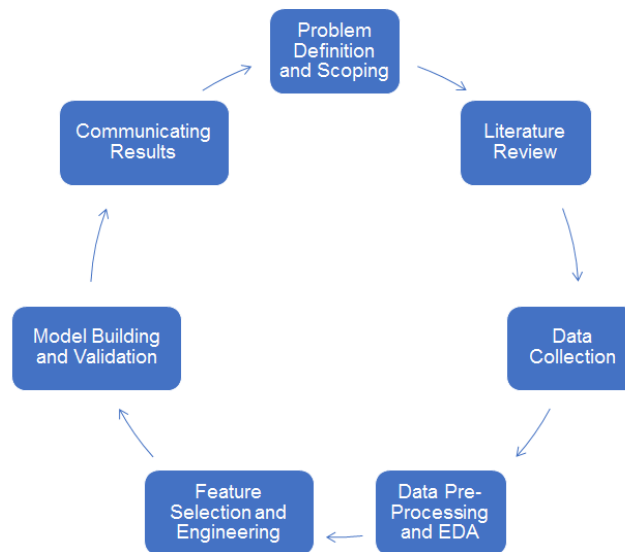 Problem
Definition
and Scoping
Literature
Review
Data
Collection
Data Pre-
Processing
and EDA
Feature
Selection and
Engineering
Model Building
and Validation
Communicating
Results